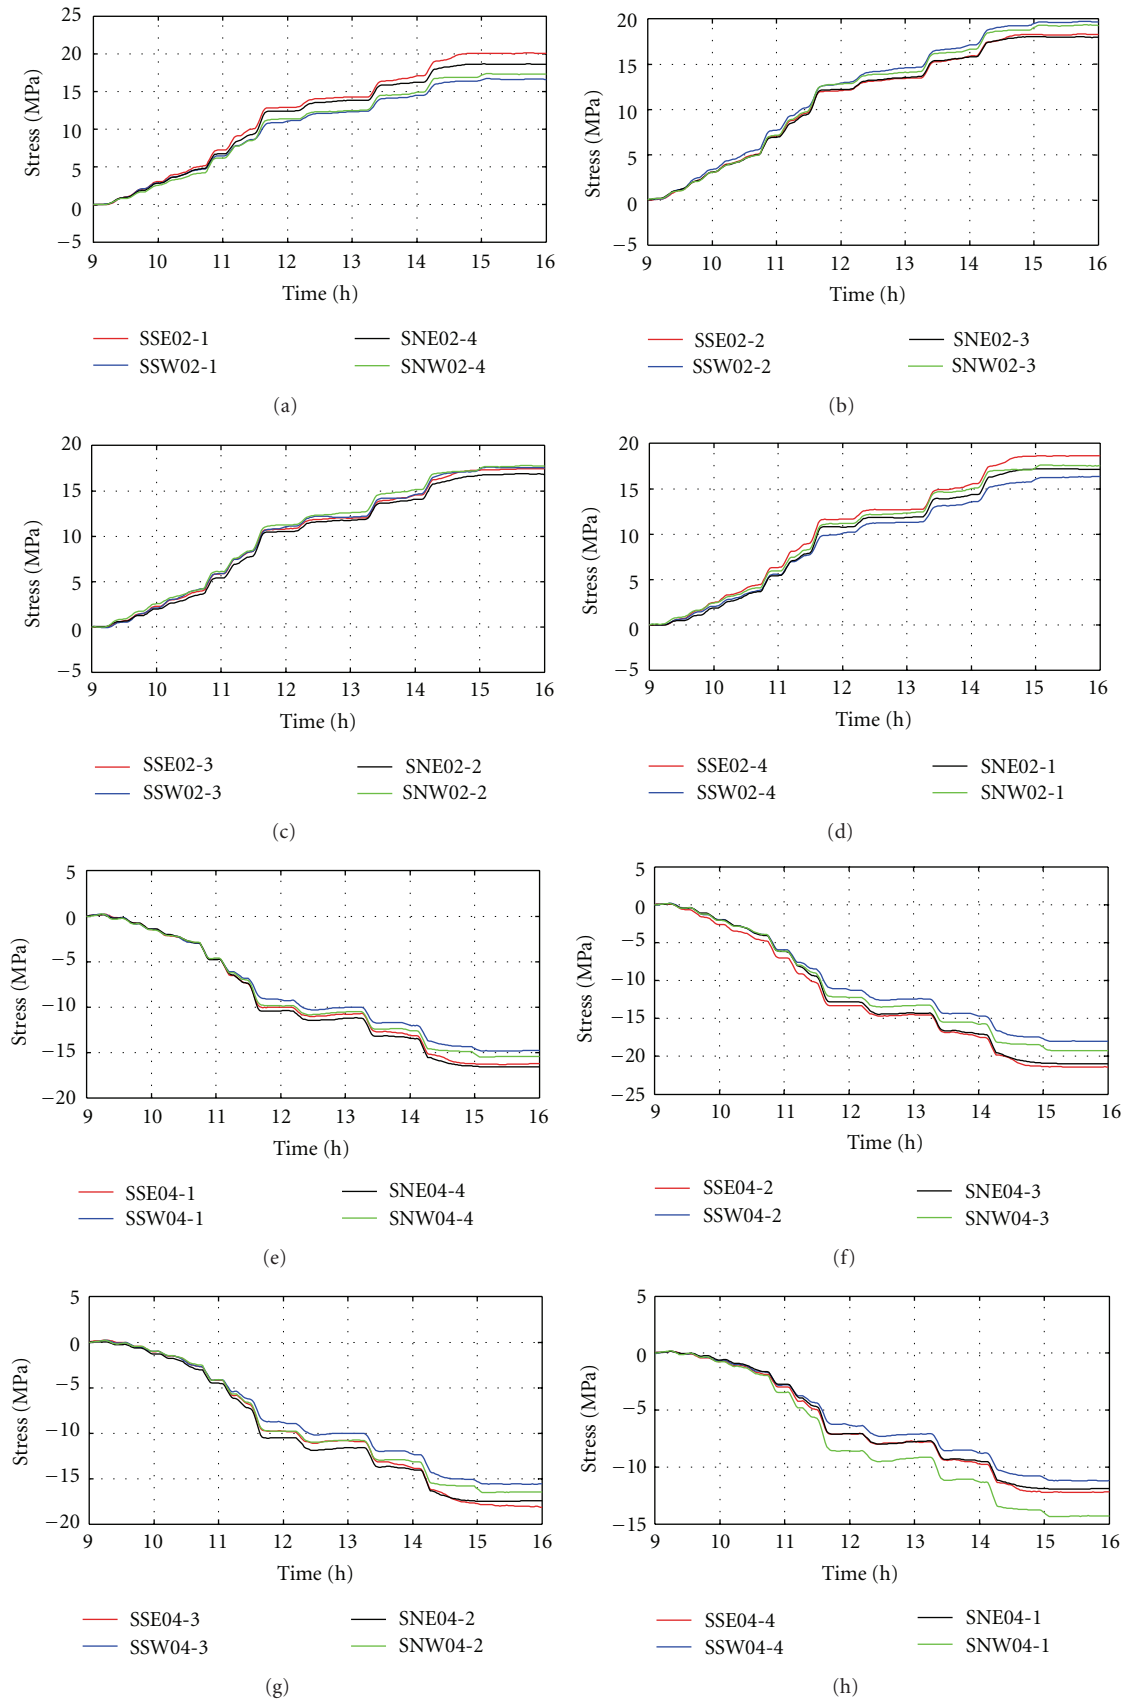 25
20
15
10
5
0
−5
Stress (MPa)
9 10 11 12 13 14 15 16
Time (h)
SSE02-1 SNE02-4
SSW02-1 SNW02-4
(a)
20
15
10
5
0
−5
Stress (MPa)
9 10 11 12 13 14 15 16
Time (h)
SSE02-2 SNE02-3
SSW02-2 SNW02-3
(b)
20
15
10
5
0
−5
Stress (MPa)
9 10 11 12 13 14 15 16
Time (h)
SSE02-3 SNE02-2
SSW02-3 SNW02-2
(c)
20
15
10
5
0
−5
Stress (MPa)
9 10 11 12 13 14 15 16
Time (h)
SSE02-4 SNE02-1
SSW02-4 SNW02-1
(d)
5
0
−5
−10
−15
−20
Stress (MPa)
9 10 11 12 13 14 15 16
Time (h)
SSE04-1 SNE04-4
SSW04-1 SNW04-4
(e)
5
0
−5
−10
−15
−20
−25
Stress (MPa)
9 10 11 12 13 14 15 16
Time (h)
SSE04-2 SNE04-3
SSW04-2 SNW04-3
(f)
5
0
−5
−10
−15
−20
Stress (MPa)
9 10 11 12 13 14 15 16
Time (h)
SSE04-3 SNE04-2
SSW04-3 SNW04-2
(g)
5
0
−5
−10
−15
Stress (MPa)
9 10 11 12 13 14 15 16
Time (h)
SSE04-4 SNE04-1
SSW04-4 SNW04-1
(h)